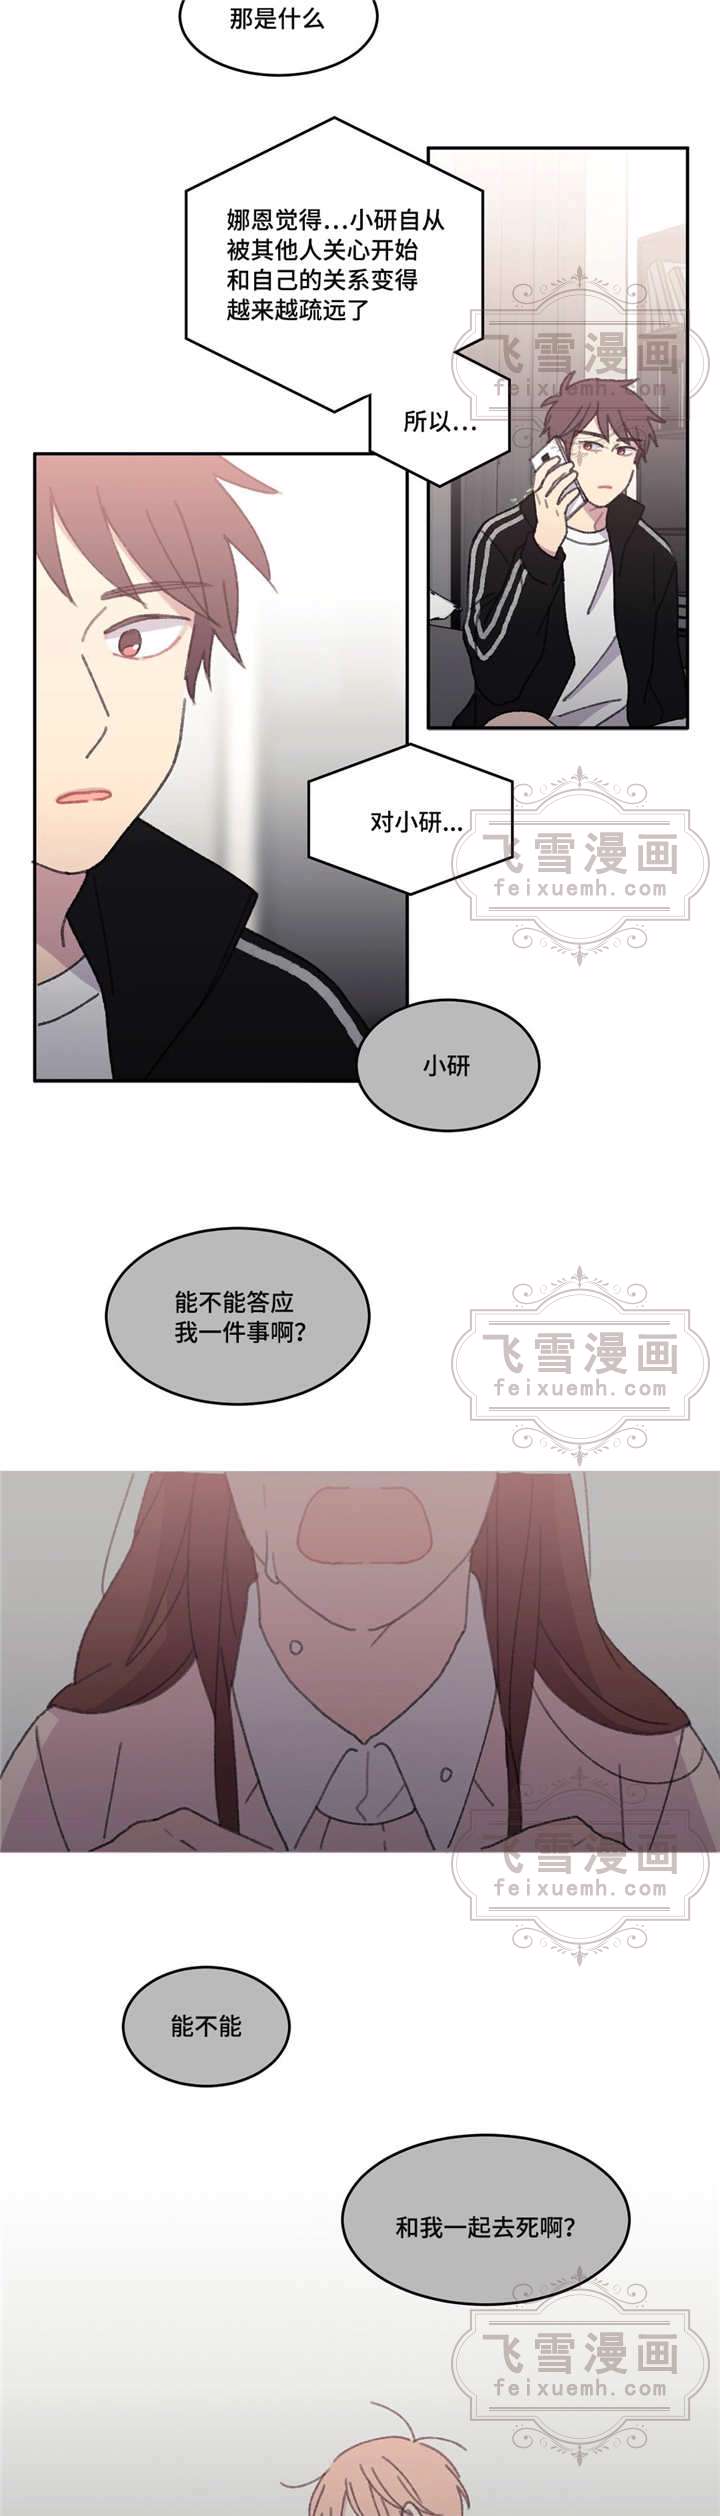 那是什么
娜恩觉得...小研自从
被其他人关心开始
和自己的关系变得
越来越疏远了
飞雪漫画
feixuemh.com
所以...
对小研...
飞雪漫画
feixuemh.com
小研
能不能答应
我一件事啊？
飞雪漫画
feixuemh.com
飞雪漫画
feixuemh.com
能不能
和我一起去死啊？
飞雪漫画
feixuemh.com